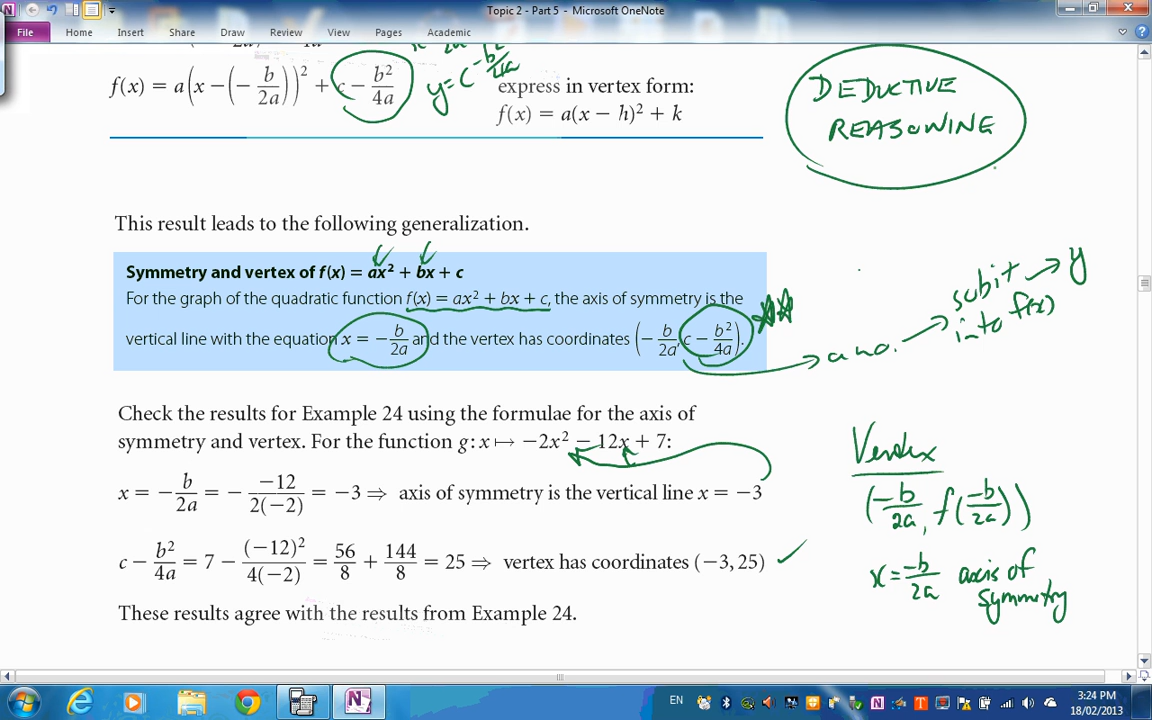 Topic 2 - Part 5 - Microsoft OneNote
File Home Insert Share Draw Review Pages View Academic
f(x) = a(x − (− b/2a))² + c − b²/4a
y = c − b²/4a
express in vertex form:
f(x) = a(x − h)² + k
DEDUCTIVE
REASONING
This result leads to the following generalization.
Symmetry and vertex of f(x) = ax² + bx + c
For the graph of the quadratic function f(x) = ax² + bx + c, the axis of symmetry is the
vertical line with the equation x = − b/2a and the vertex has coordinates (− b/2a, c − b²/4a).
a no.
sub it → y
into f(x)
Check the results for Example 24 using the formulae for the axis of
symmetry and vertex. For the function g: x ↦ −2x² − 12x + 7:
x = − b/2a = − −12/2(−2) = −3 ⇒ axis of symmetry is the vertical line x = −3
c − b²/4a = 7 − (−12)²/4(−2) = 56/8 + 144/8 = 25 ⇒ vertex has coordinates (−3, 25)
These results agree with the results from Example 24.
Vertex
(−b/2a, f(−b/2a))
x = −b/2a axis of
symmetry
EN
3:24 PM
18/02/2013